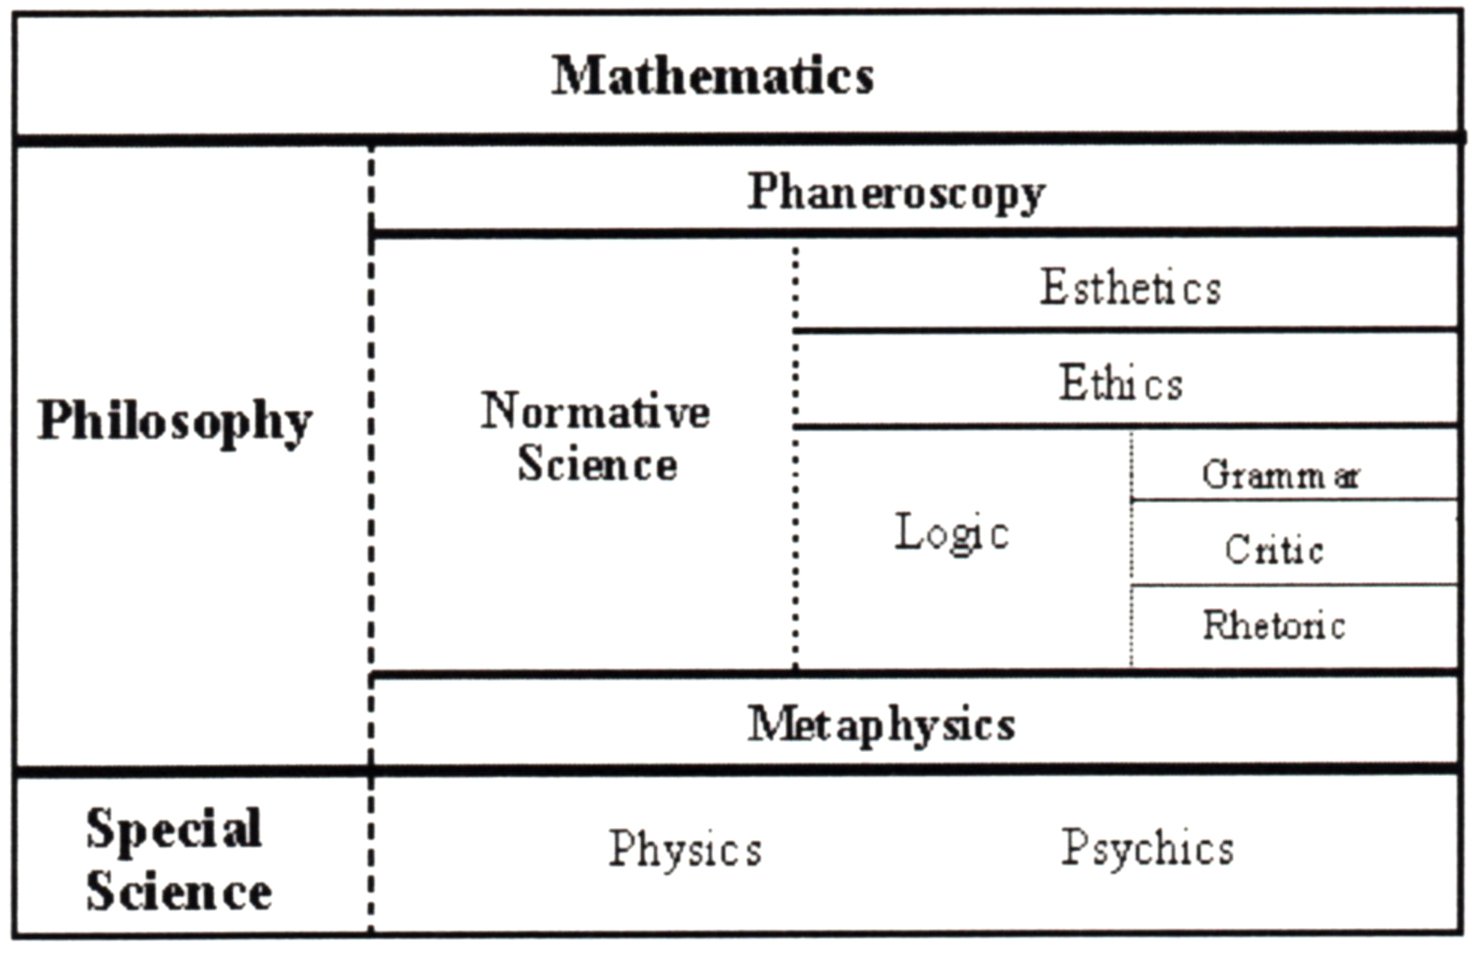 Mathematics
Phaneroscopy
Esthetics
Ethics
Philosophy
Normative
Science
Logic
Grammar
Critic
Rhetoric
Metaphysics
Special
Science
Physics
Psychics